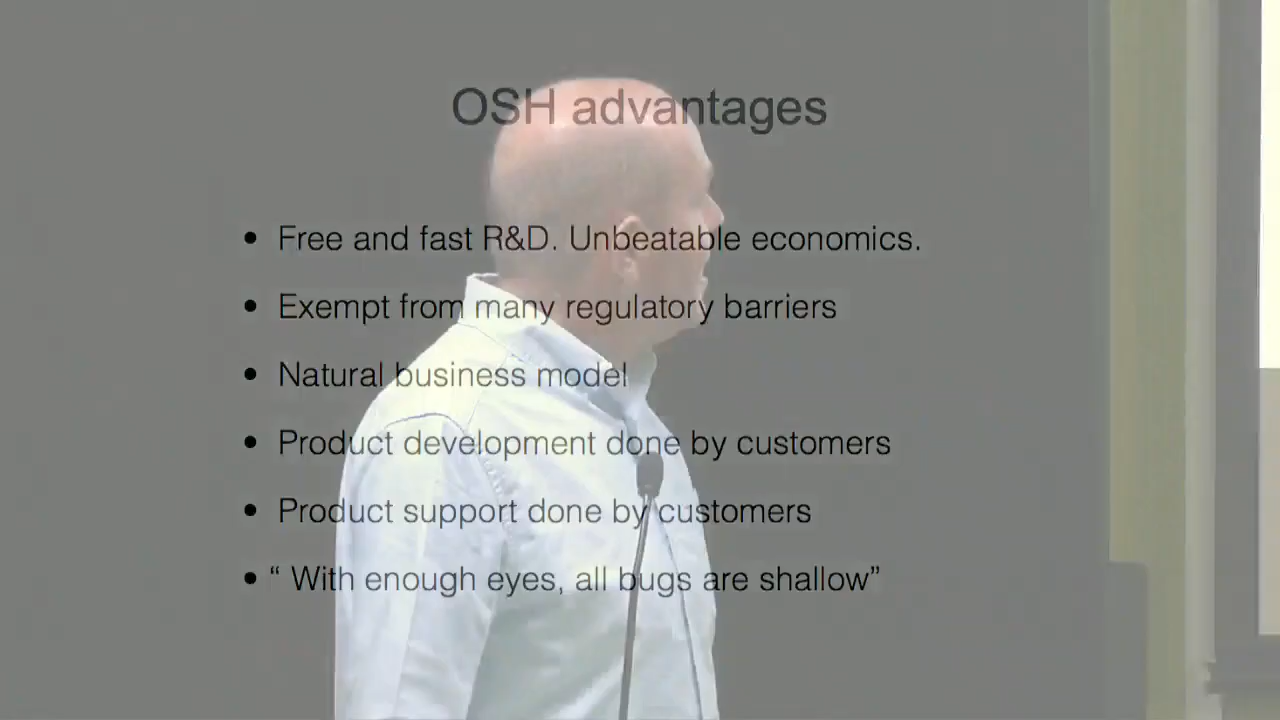 OSH advantages
• Free and fast R&D. Unbeatable economics.
• Exempt from many regulatory barriers
• Natural business model
• Product development done by customers
• Product support done by customers
• “ With enough eyes, all bugs are shallow”